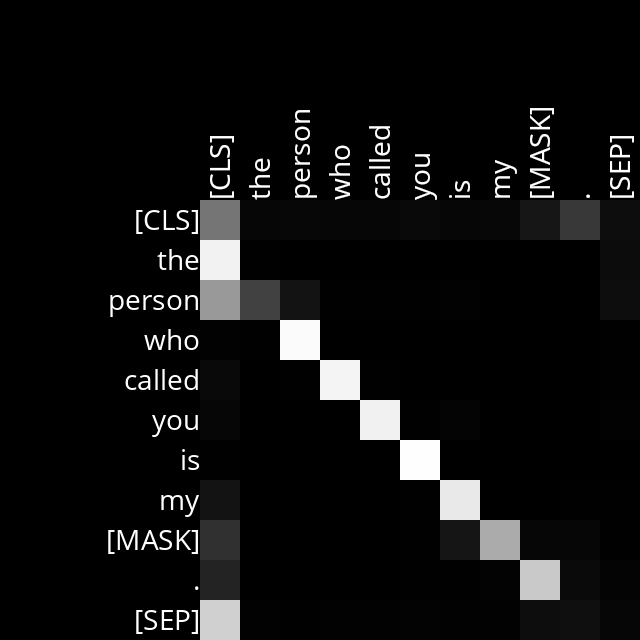 [CLS] the person who called you is my [MASK] . [SEP]
[CLS]
the
person
who
called
you
is
my
[MASK]
.
[SEP]